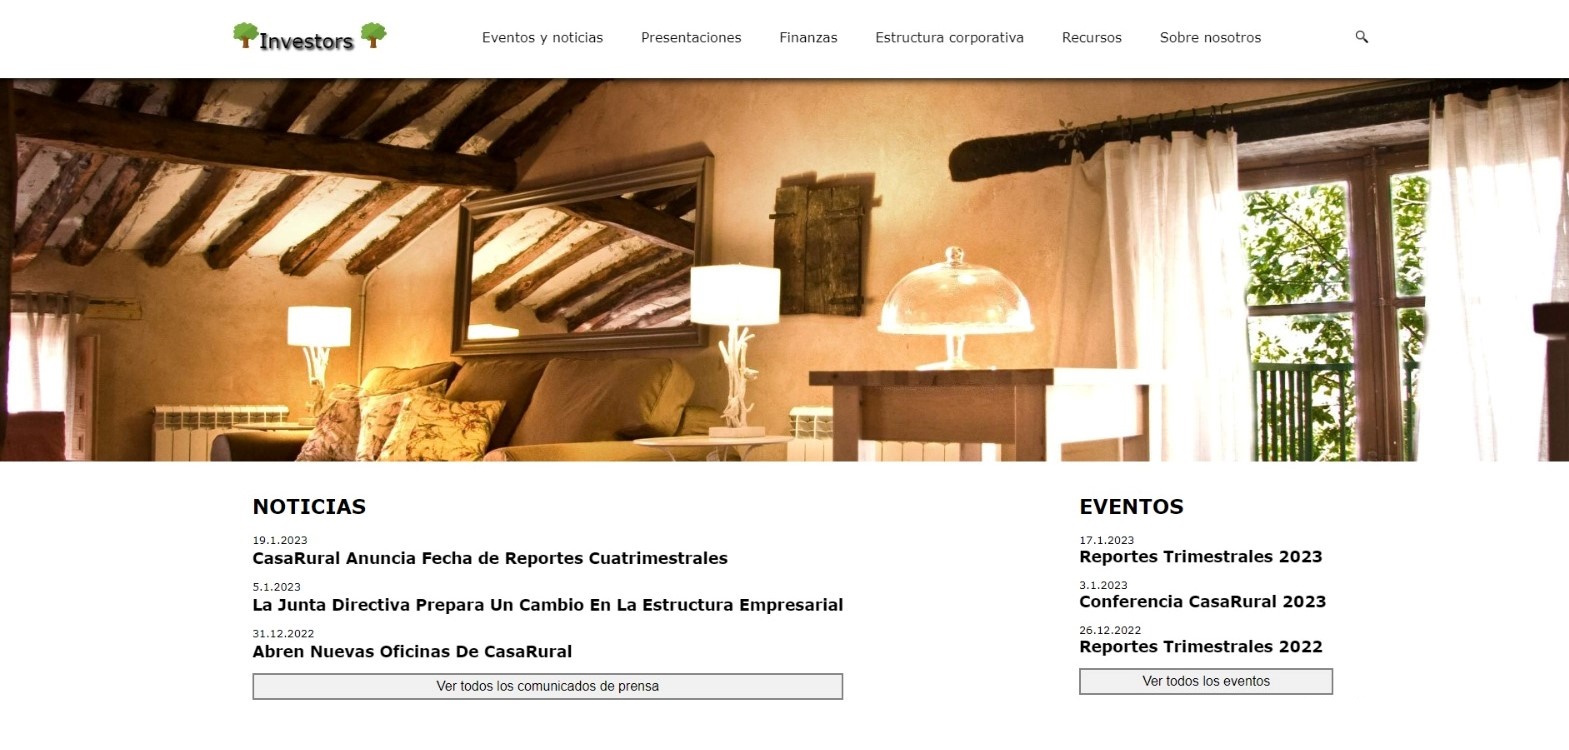 Investors
Eventos y noticias
Presentaciones
Finanzas
Estructura corporativa
Recursos
Sobre nosotros
NOTICIAS
19.1.2023
CasaRural Anuncia Fecha de Reportes Cuatrimestrales
5.1.2023
La Junta Directiva Prepara Un Cambio En La Estructura Empresarial
31.12.2022
Abren Nuevas Oficinas De CasaRural
Ver todos los comunicados de prensa
EVENTOS
17.1.2023
Reportes Trimestrales 2023
3.1.2023
Conferencia CasaRural 2023
26.12.2022
Reportes Trimestrales 2022
Ver todos los eventos